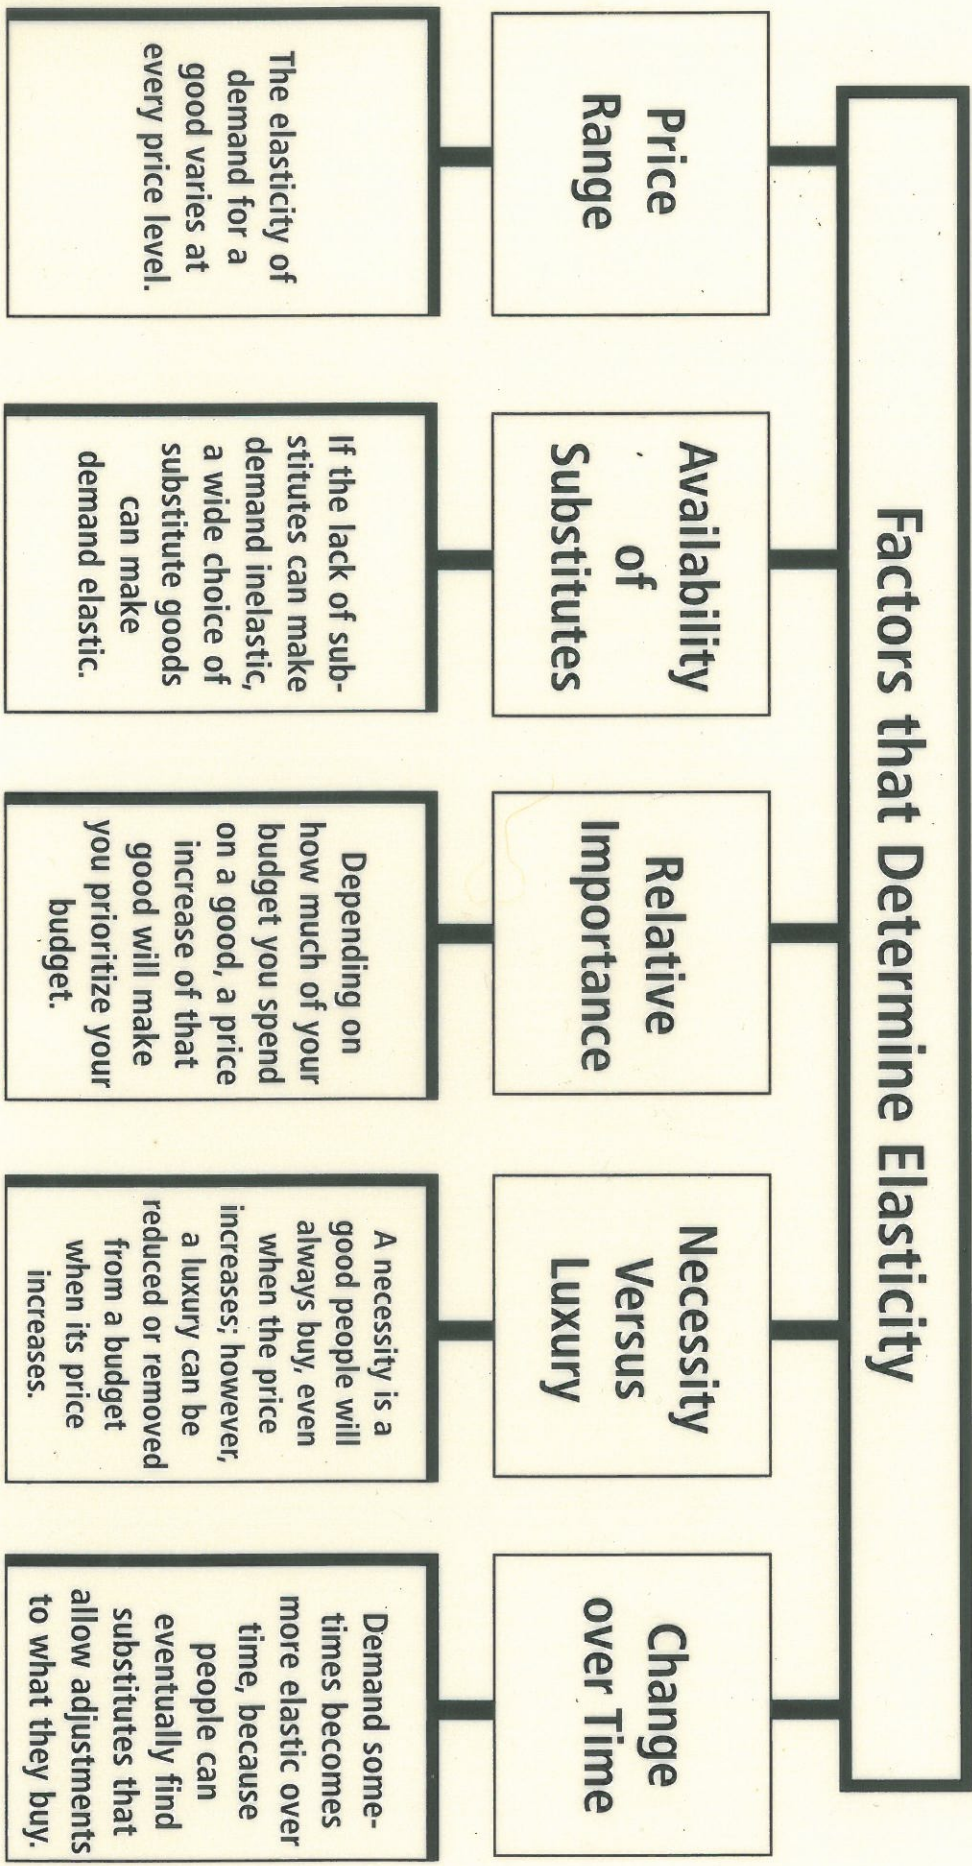 Factors that Determine Elasticity
Price
Range
The elasticity of
demand for a
good varies at
every price level.
Availability
of
Substitutes
If the lack of sub-
stitutes can make
demand inelastic,
a wide choice of
substitute goods
can make
demand elastic.
Relative
Importance
Depending on
how much of your
budget you spend
on a good, a price
increase of that
good will make
you prioritize your
budget.
Necessity
Versus
Luxury
A necessity is a
good people will
always buy, even
when the price
increases; however,
a luxury can be
reduced or removed
from a budget
when its price
increases.
Change
over Time
Demand some-
times becomes
more elastic over
time, because
people can
eventually find
substitutes that
allow adjustments
to what they buy.